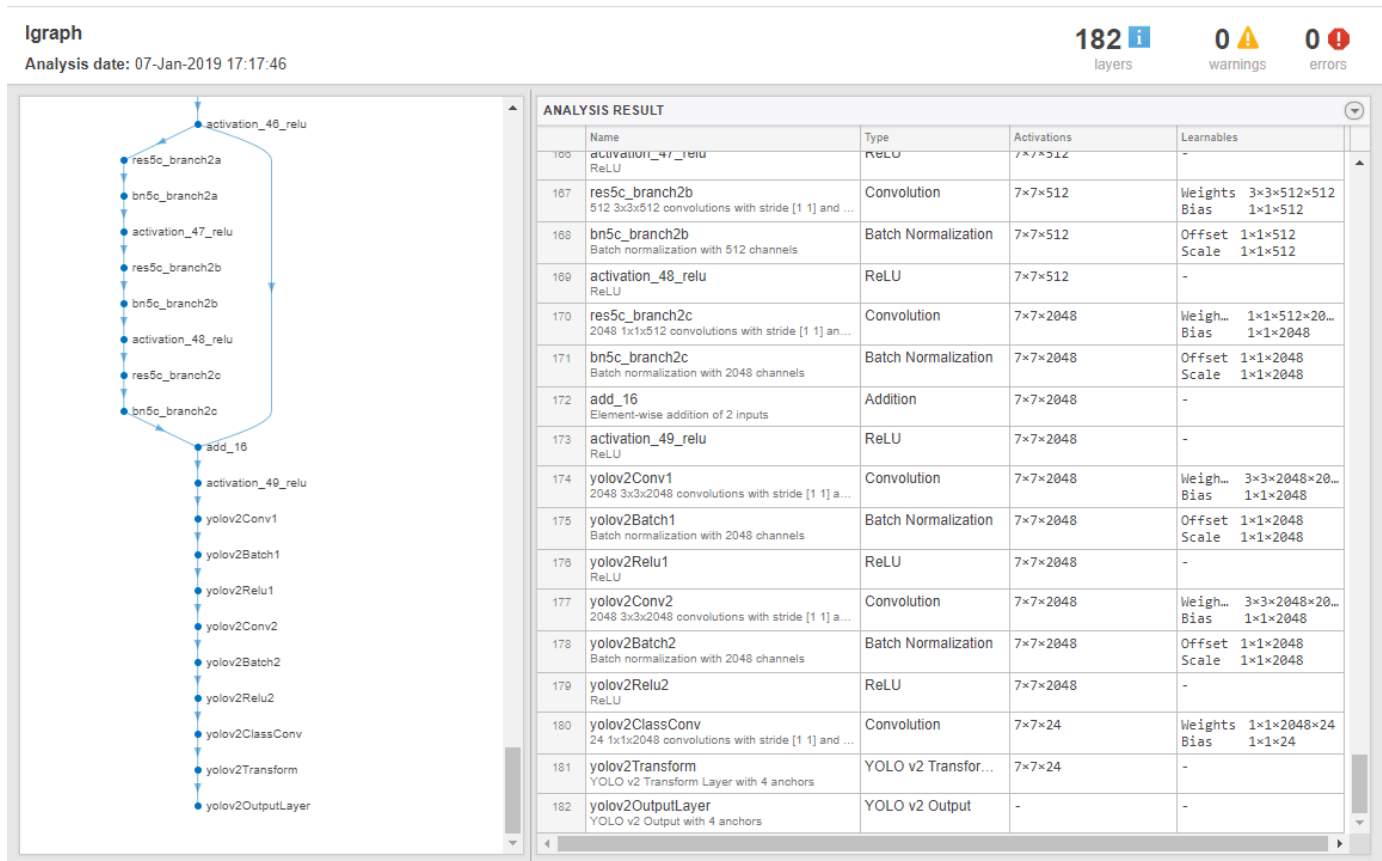 lgraph
Analysis date: 07-Jan-2019 17:17:46
182 i
layers
0
warnings
0
errors
activation_46_relu
res5c_branch2a
bn5c_branch2a
activation_47_relu
res5c_branch2b
bn5c_branch2b
activation_48_relu
res5c_branch2c
bn5c_branch2c
add_16
activation_49_relu
yolov2Conv1
yolov2Batch1
yolov2Relu1
yolov2Conv2
yolov2Batch2
yolov2Relu2
yolov2ClassConv
yolov2Transform
yolov2OutputLayer
ANALYSIS RESULT
Name Type Activations Learnables
166 activation_47_relu ReLU 7×7×512 -
ReLU
167 res5c_branch2b Convolution 7×7×512 Weights 3×3×512×512
512 3x3x512 convolutions with stride [1 1] and ... Bias 1×1×512
168 bn5c_branch2b Batch Normalization 7×7×512 Offset 1×1×512
Batch normalization with 512 channels Scale 1×1×512
169 activation_48_relu ReLU 7×7×512 -
ReLU
170 res5c_branch2c Convolution 7×7×2048 Weigh... 1×1×512×20...
2048 1x1x512 convolutions with stride [1 1] an... Bias 1×1×2048
171 bn5c_branch2c Batch Normalization 7×7×2048 Offset 1×1×2048
Batch normalization with 2048 channels Scale 1×1×2048
172 add_16 Addition 7×7×2048 -
Element-wise addition of 2 inputs
173 activation_49_relu ReLU 7×7×2048 -
ReLU
174 yolov2Conv1 Convolution 7×7×2048 Weigh... 3×3×2048×20...
2048 3x3x2048 convolutions with stride [1 1] a... Bias 1×1×2048
175 yolov2Batch1 Batch Normalization 7×7×2048 Offset 1×1×2048
Batch normalization with 2048 channels Scale 1×1×2048
176 yolov2Relu1 ReLU 7×7×2048 -
ReLU
177 yolov2Conv2 Convolution 7×7×2048 Weigh... 3×3×2048×20...
2048 3x3x2048 convolutions with stride [1 1] a... Bias 1×1×2048
178 yolov2Batch2 Batch Normalization 7×7×2048 Offset 1×1×2048
Batch normalization with 2048 channels Scale 1×1×2048
179 yolov2Relu2 ReLU 7×7×2048 -
ReLU
180 yolov2ClassConv Convolution 7×7×24 Weights 1×1×2048×24
24 1x1x2048 convolutions with stride [1 1] and ... Bias 1×1×24
181 yolov2Transform YOLO v2 Transfor... 7×7×24 -
YOLO v2 Transform Layer with 4 anchors
182 yolov2OutputLayer YOLO v2 Output - -
YOLO v2 Output with 4 anchors